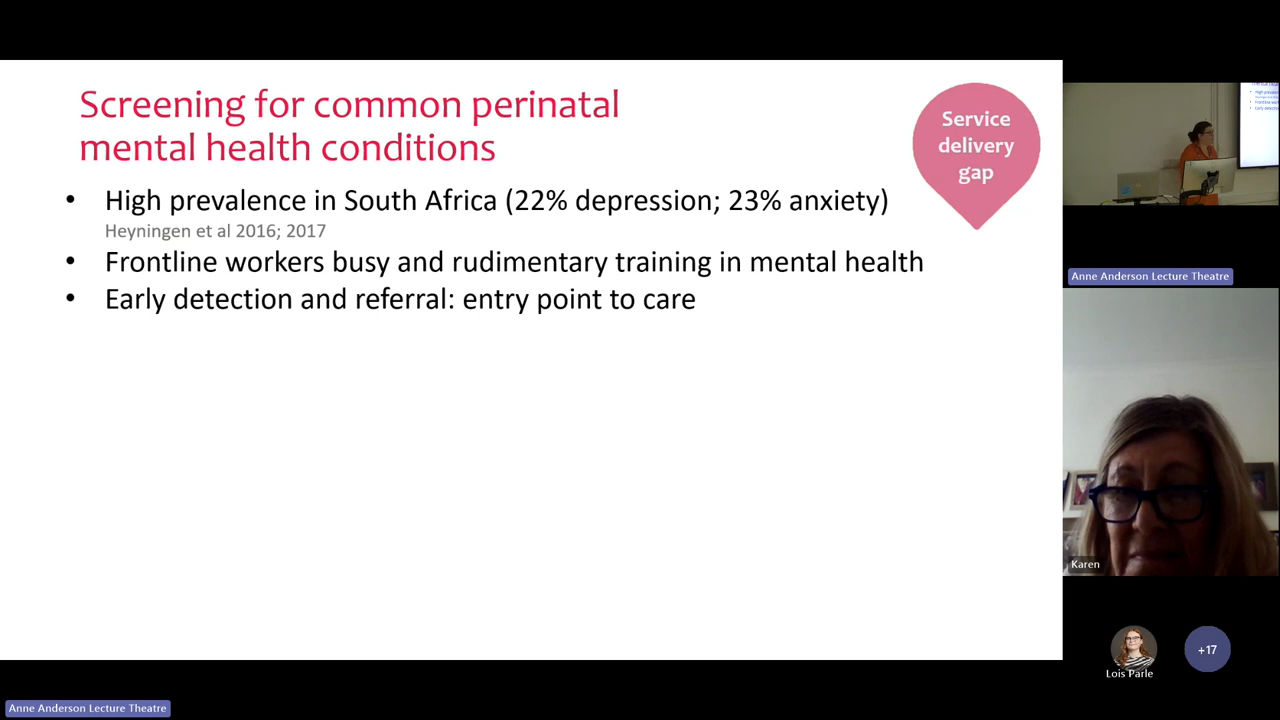 Screening for common perinatal
mental health conditions
Service
delivery
gap
• High prevalence in South Africa (22% depression; 23% anxiety)
Heyningen et al 2016; 2017
• Frontline workers busy and rudimentary training in mental health
• Early detection and referral: entry point to care
Anne Anderson Lecture Theatre
Karen
Lois Parle
+17
Anne Anderson Lecture Theatre